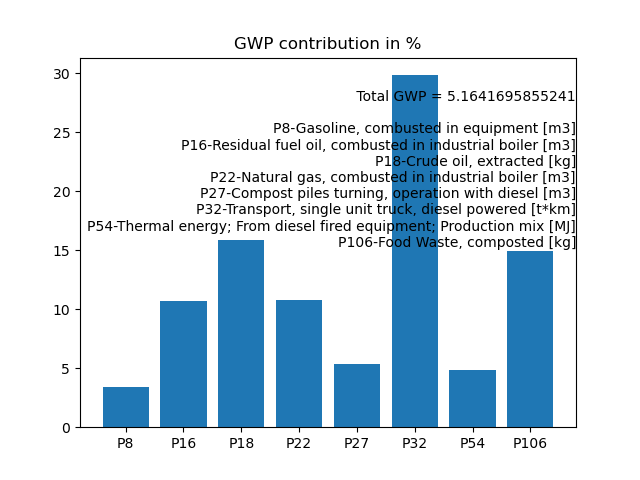 GWP contribution in %
30
25
20
15
10
5
0
Total GWP = 5.1641695855241
P8-Gasoline, combusted in equipment [m3]
P16-Residual fuel oil, combusted in industrial boiler [m3]
P18-Crude oil, extracted [kg]
P22-Natural gas, combusted in industrial boiler [m3]
P27-Compost piles turning, operation with diesel [m3]
P32-Transport, single unit truck, diesel powered [t*km]
P54-Thermal energy; From diesel fired equipment; Production mix [MJ]
P106-Food Waste, composted [kg]
P8 P16 P18 P22 P27 P32 P54 P106